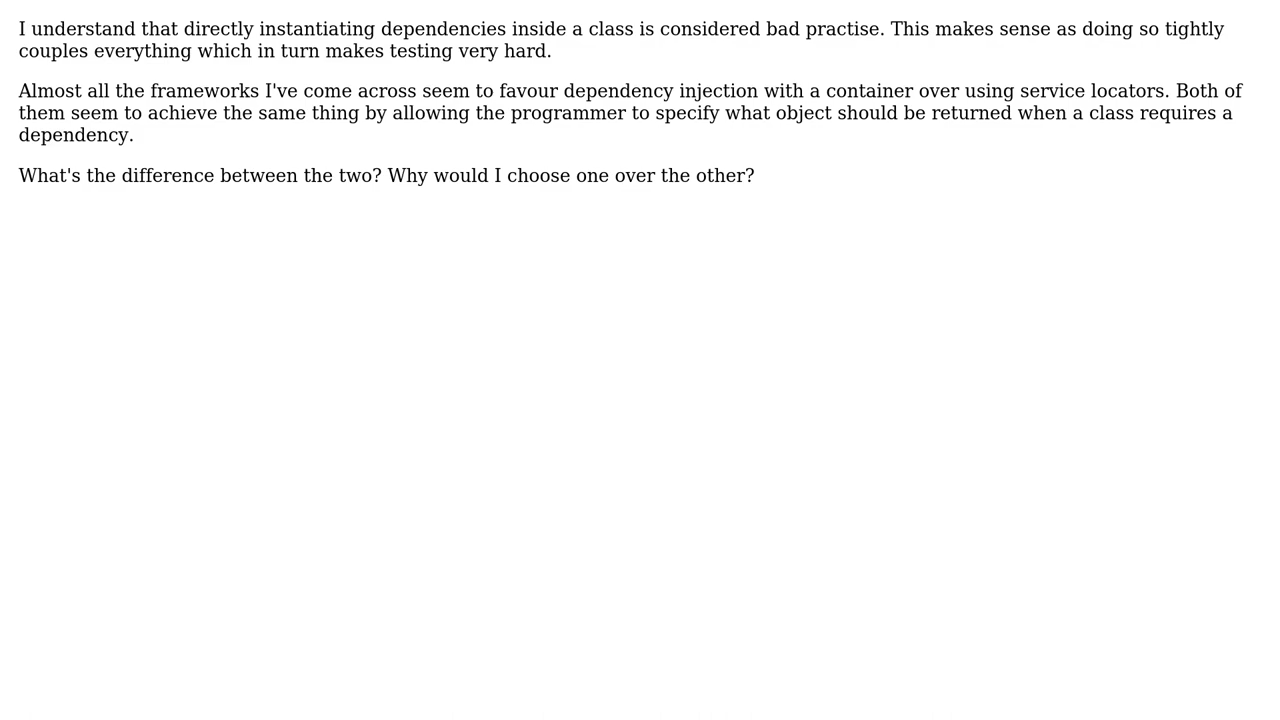 I understand that directly instantiating dependencies inside a class is considered bad practise. This makes sense as doing so tightly
couples everything which in turn makes testing very hard.
Almost all the frameworks I've come across seem to favour dependency injection with a container over using service locators. Both of
them seem to achieve the same thing by allowing the programmer to specify what object should be returned when a class requires a
dependency.
What's the difference between the two? Why would I choose one over the other?